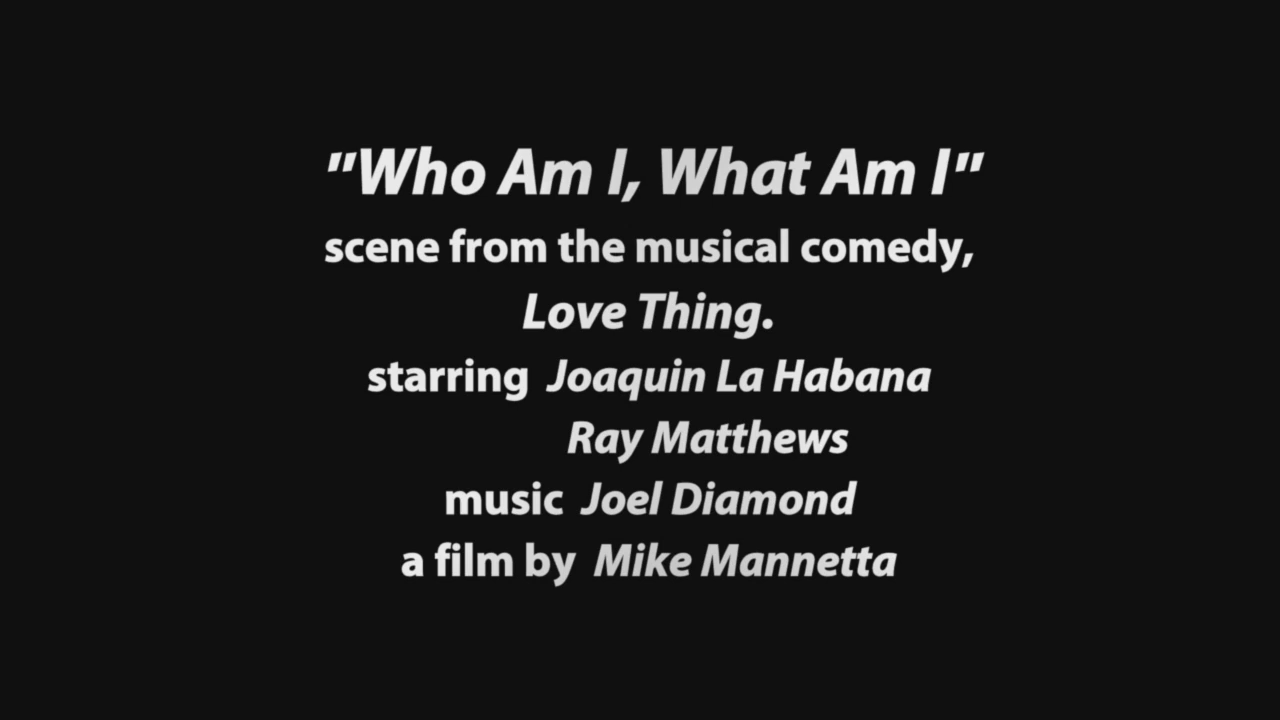 "Who Am I, What Am I"
scene from the musical comedy,
Love Thing.
starring Joaquin La Habana
Ray Matthews
music Joel Diamond
a film by Mike Mannetta